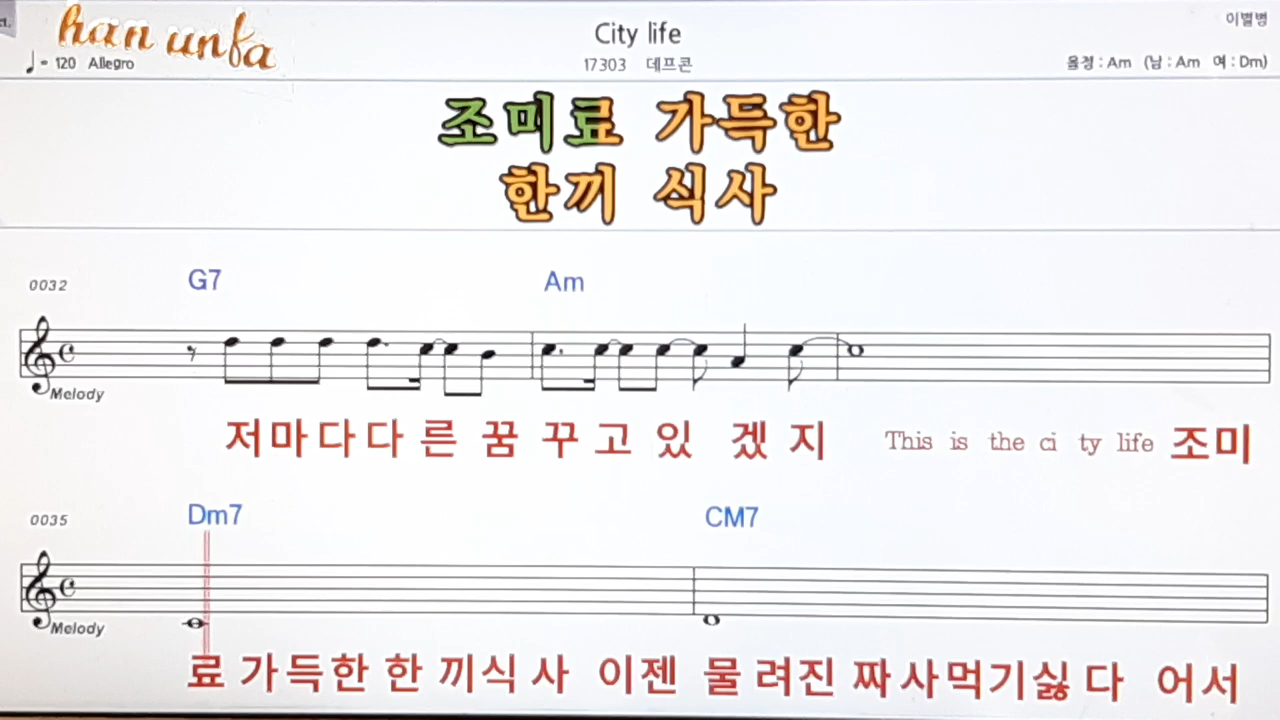 han unfa
City life
이별병
♩= 120 Allegro
17303 데프콘
음정 : Am (남 : Am 여 : Dm)
조미료 가득한
한끼 식사
0032 G7 Am
Melody
저마다다른 꿈 꾸고 있 겠 지 This is the ci ty life 조미
0035 Dm7 CM7
Melody
료 가득한 한 끼식 사 이젠 물 려진 짜사먹기싫 다 어서